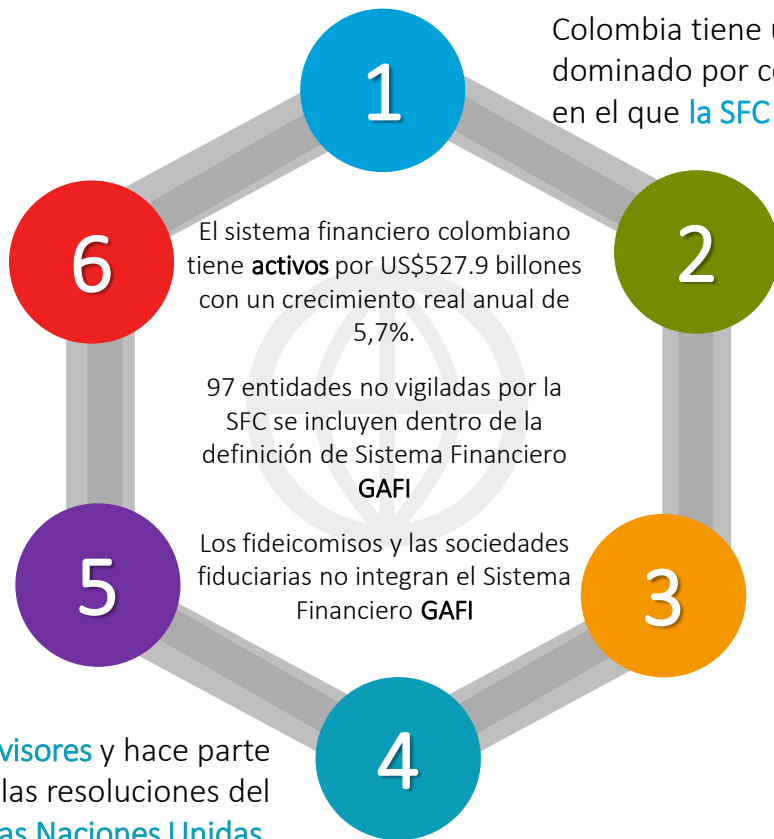 Colombia tiene
dominado por
en el que la SFC
1
2
6
El sistema financiero colombiano
tiene activos por US$527.9 billones
con un crecimiento real anual de
5,7%.
97 entidades no vigiladas por la
SFC se incluyen dentro de la
definición de Sistema Financiero
GAFI
Los fideicomisos y las sociedades
fiduciarias no integran el Sistema
Financiero GAFI
5
3
4
visores y hace parte
las resoluciones del
as Naciones Unidas.